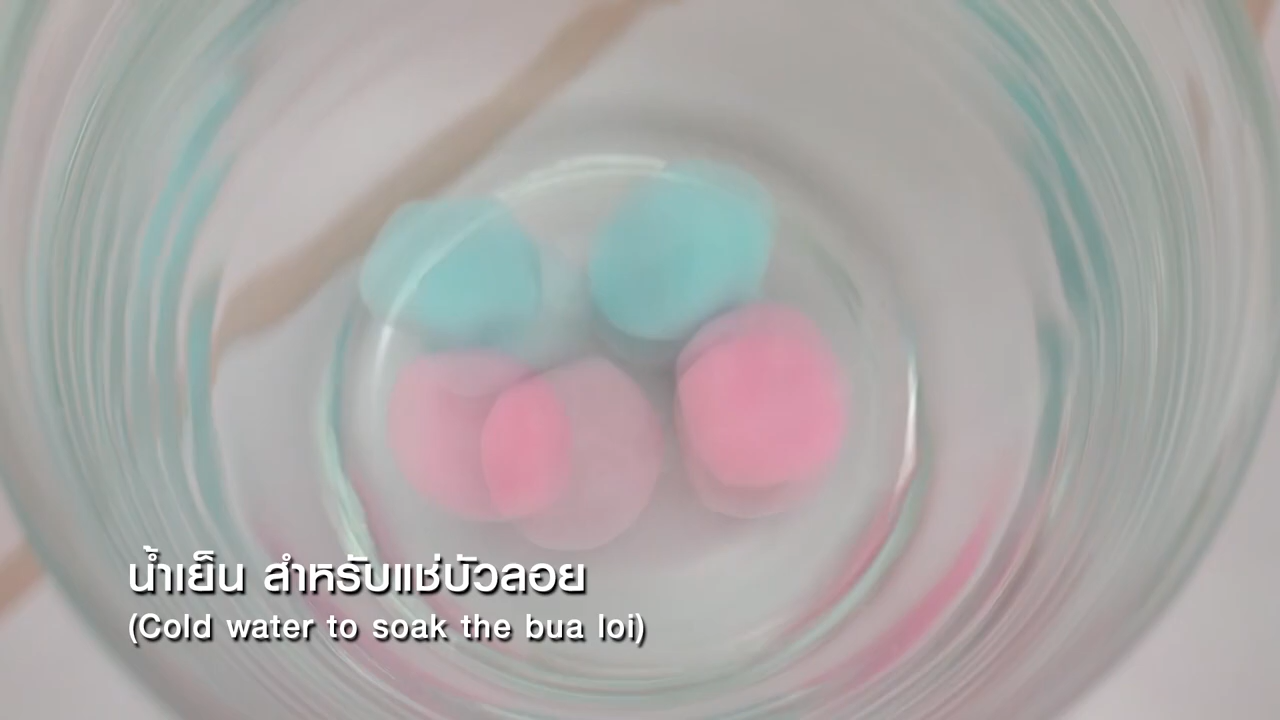 น้ำเย็น สำหรับแช่บัวลอย
(Cold water to soak the bua loi)